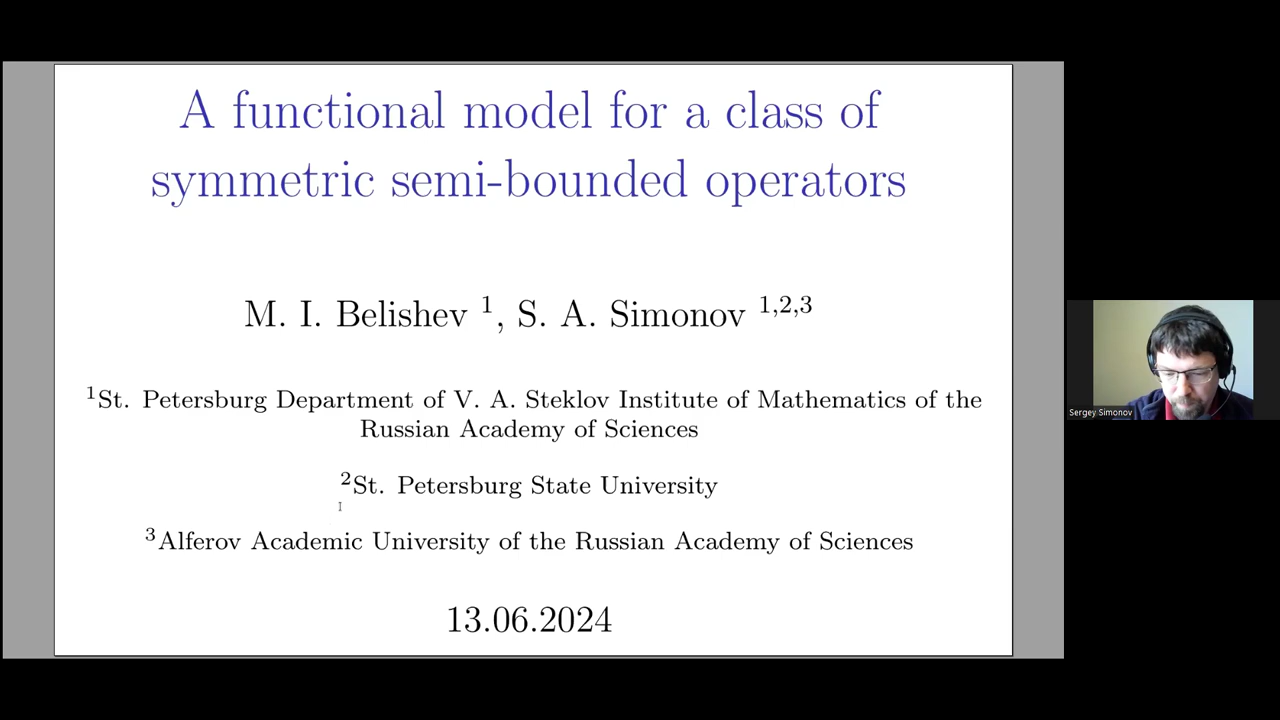 A functional model for a class of
symmetric semi-bounded operators
M. I. Belishev ¹, S. A. Simonov ¹,²,³
¹St. Petersburg Department of V. A. Steklov Institute of Mathematics of the
Russian Academy of Sciences
²St. Petersburg State University
³Alferov Academic University of the Russian Academy of Sciences
13.06.2024
Sergey Simonov